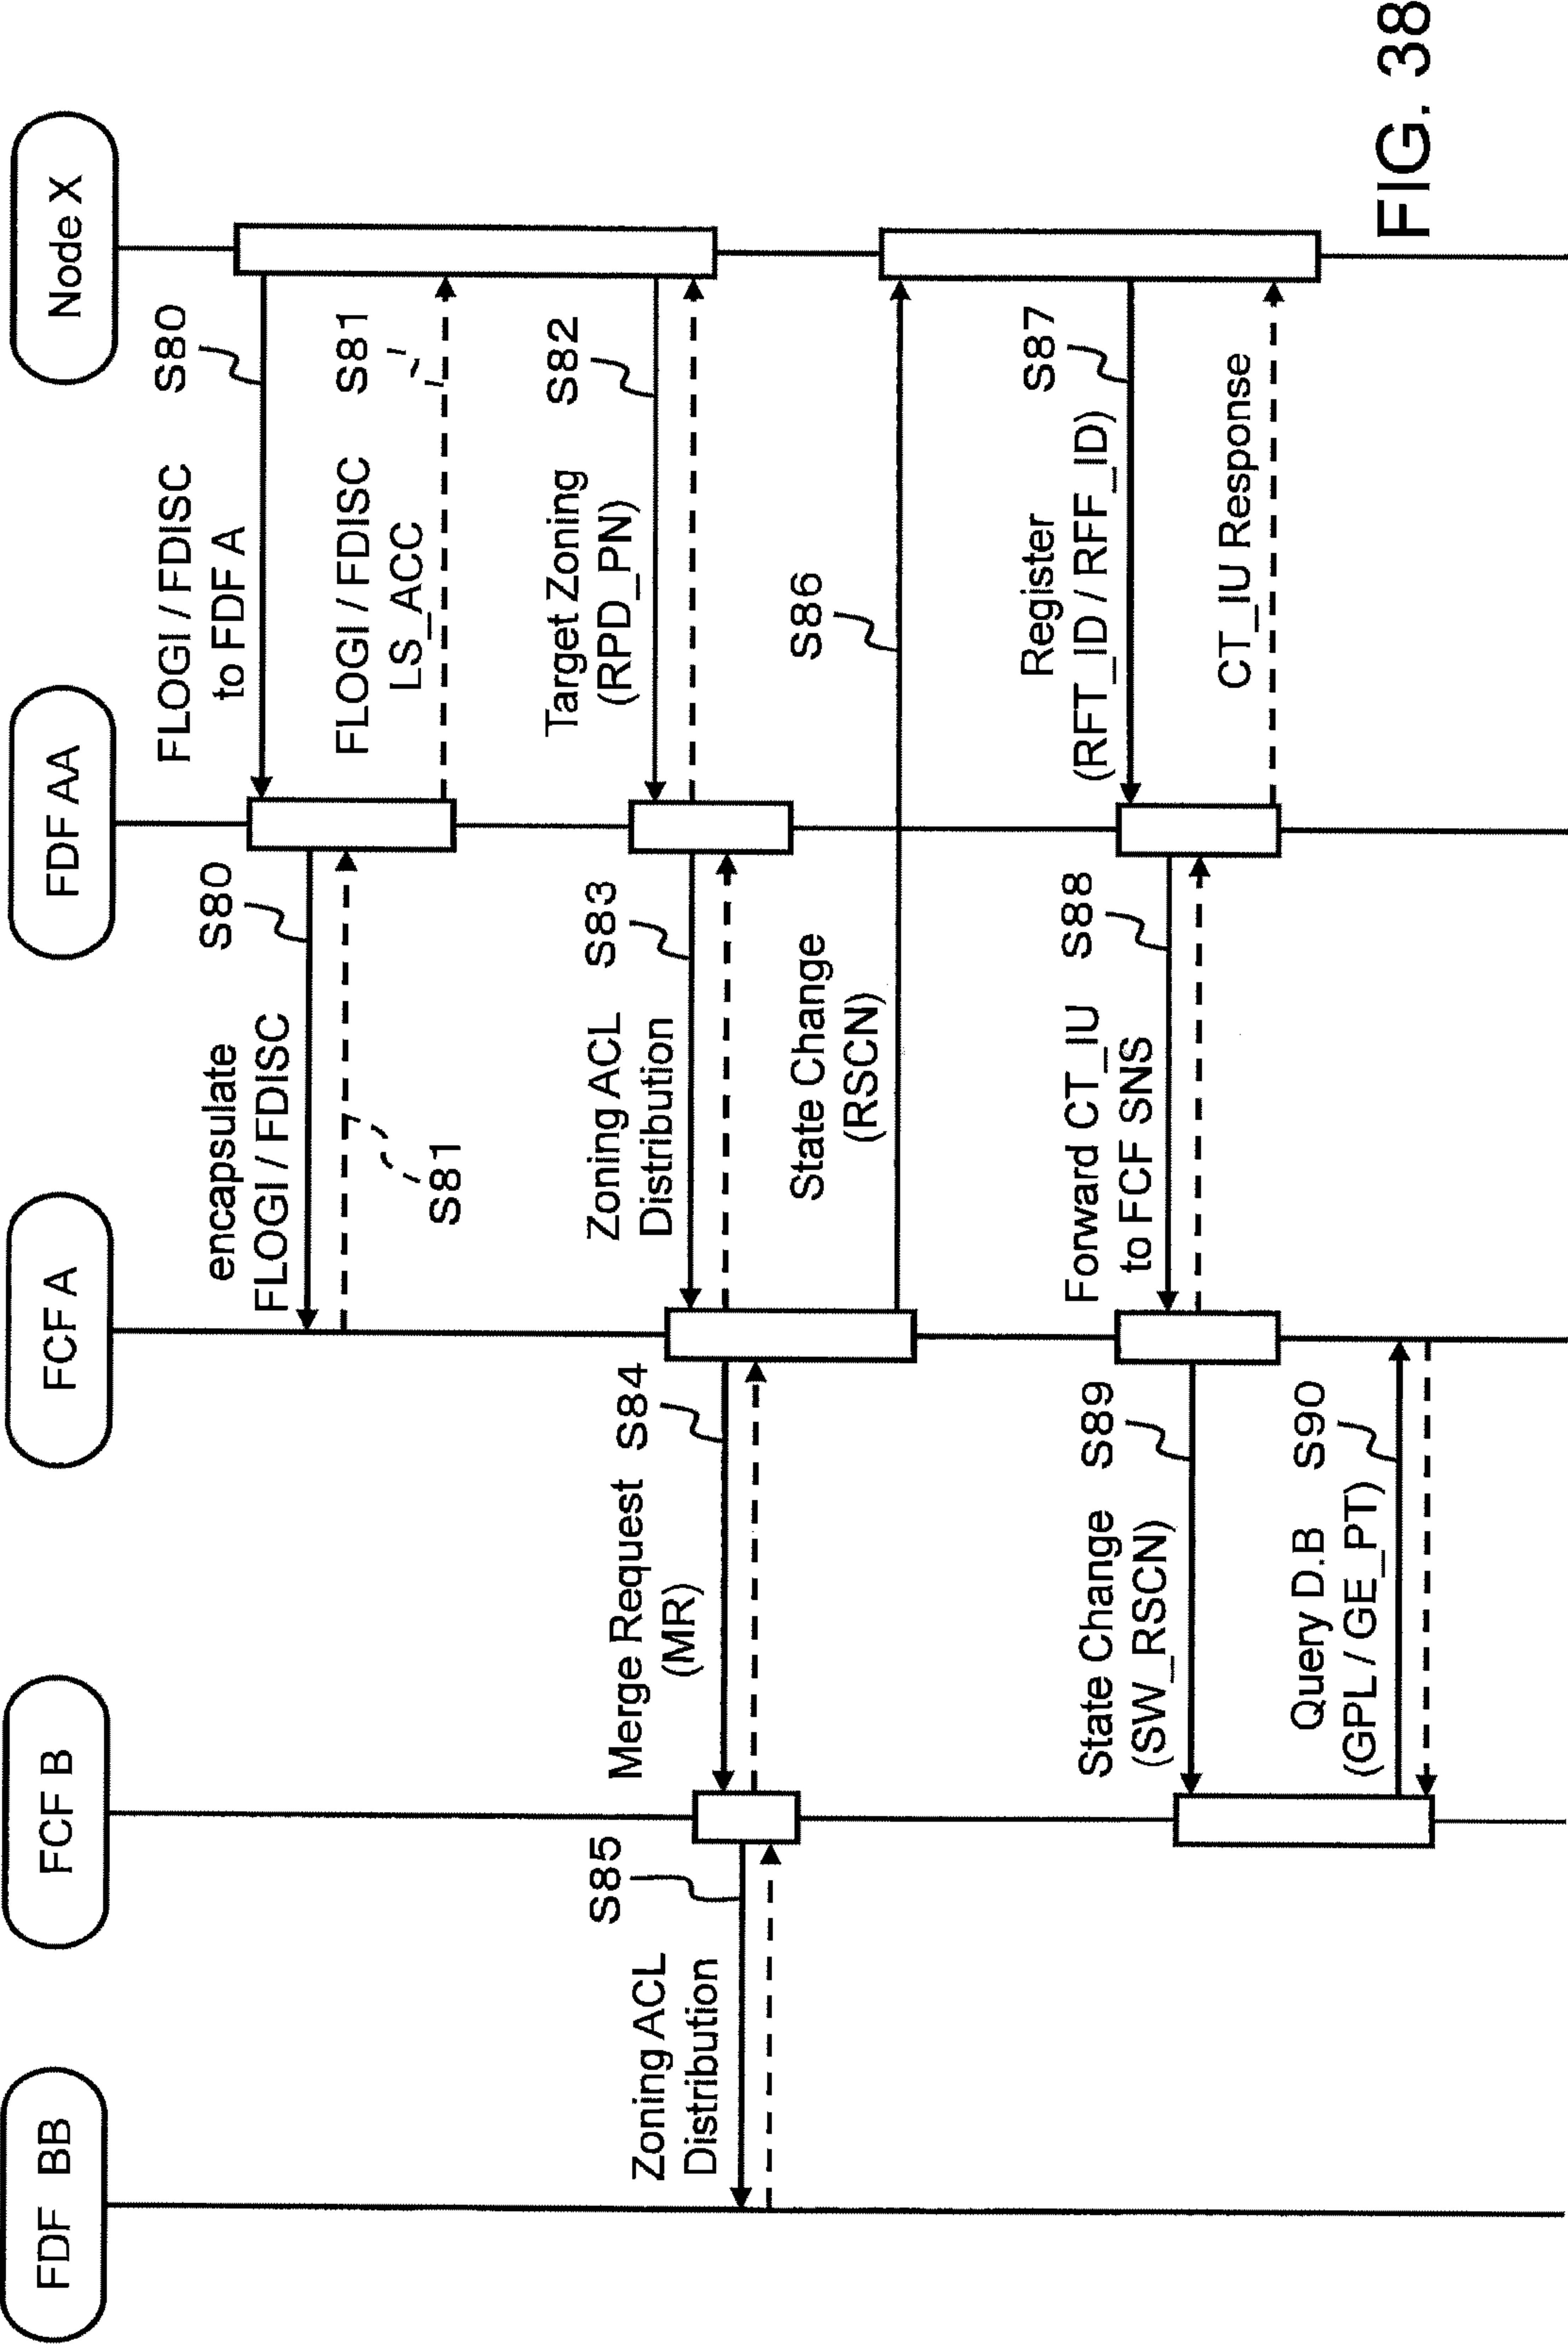 FDF BB
FCF B
FCF A
FDF AA
Node X
FLOGI / FDISC
to FDF A
S80
encapsulate
FLOGI / FDISC
S80
S81
FLOGI / FDISC
LS_ACC
S81
Target Zoning
(RPD_PN)
S82
Zoning ACL
Distribution
S83
Merge Request
(MR)
S84
Zoning ACL
Distribution
S85
State Change
(RSCN)
S86
Register
(RFT_ID / RFF_ID)
S87
Forward CT_IU
to FCF SNS
S88
State Change
(SW_RSCN)
S89
CT_IU Response
Query D.B
(GPL / GE_PT)
S90
FIG. 38